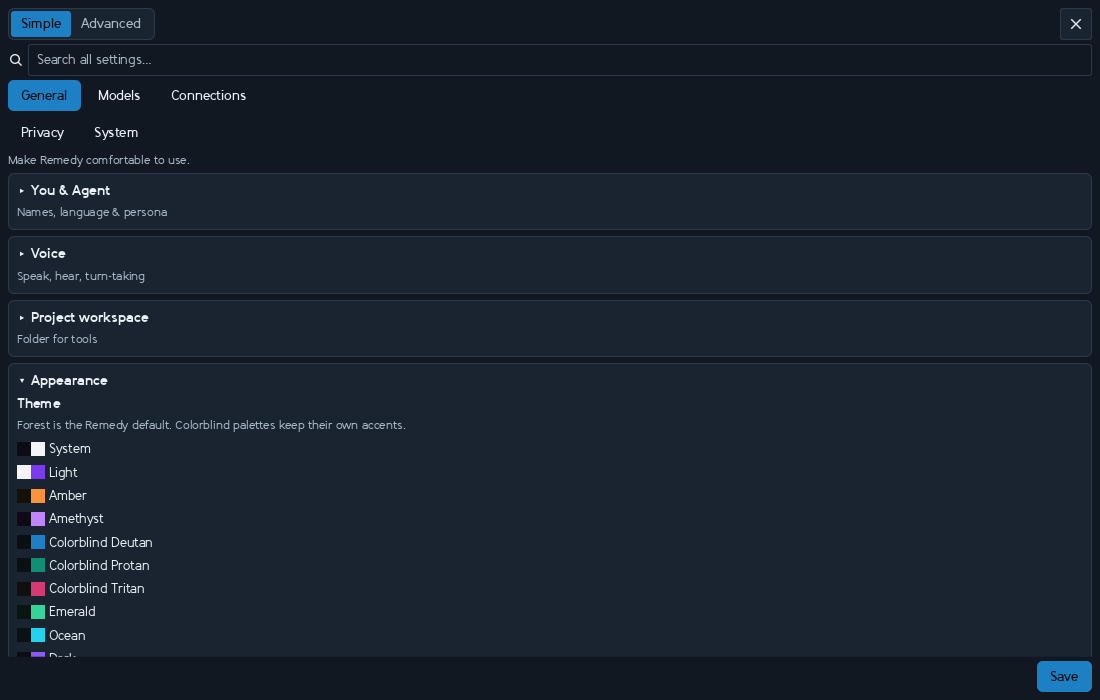 Simple Advanced
Search all settings...
General Models Connections
Privacy System
Make Remedy comfortable to use.
You & Agent
Names, language & persona
Voice
Speak, hear, turn-taking
Project workspace
Folder for tools
Appearance
Theme
Forest is the Remedy default. Colorblind palettes keep their own accents.
System
Light
Amber
Amethyst
Colorblind Deutan
Colorblind Protan
Colorblind Tritan
Emerald
Ocean
Save